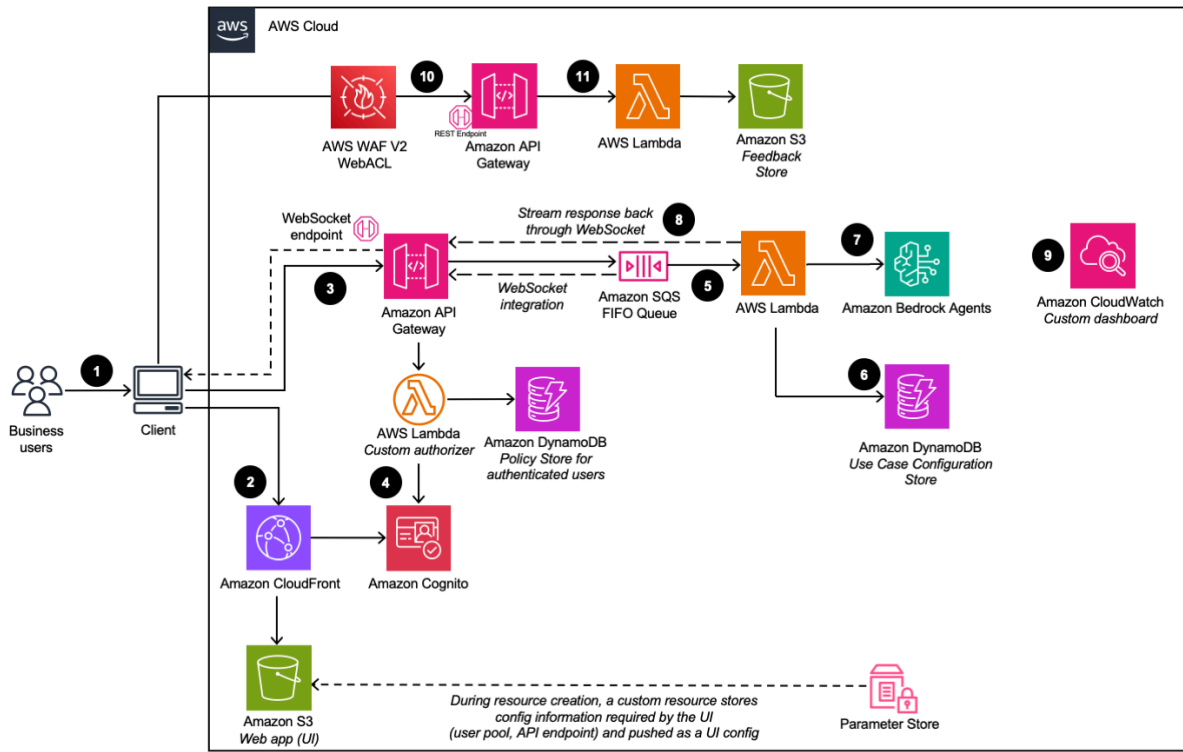 aws
AWS Cloud
10
11
REST Endpoint
AWS WAF V2
WebACL
Amazon API
Gateway
AWS Lambda
Amazon S3
Feedback
Store
WebSocket
endpoint
Stream response back
through WebSocket
8
7
9
3
5
WebSocket
integration
Amazon API
Gateway
Amazon SQS
FIFO Queue
AWS Lambda
Amazon Bedrock Agents
Amazon CloudWatch
Custom dashboard
1
Business
users
Client
6
AWS Lambda
Custom authorizer
Amazon DynamoDB
Policy Store for
authenticated users
Amazon DynamoDB
Use Case Configuration
Store
2
4
Amazon CloudFront
Amazon Cognito
Amazon S3
Web app (UI)
During resource creation, a custom resource stores
config information required by the UI
(user pool, API endpoint) and pushed as a UI config
Parameter Store